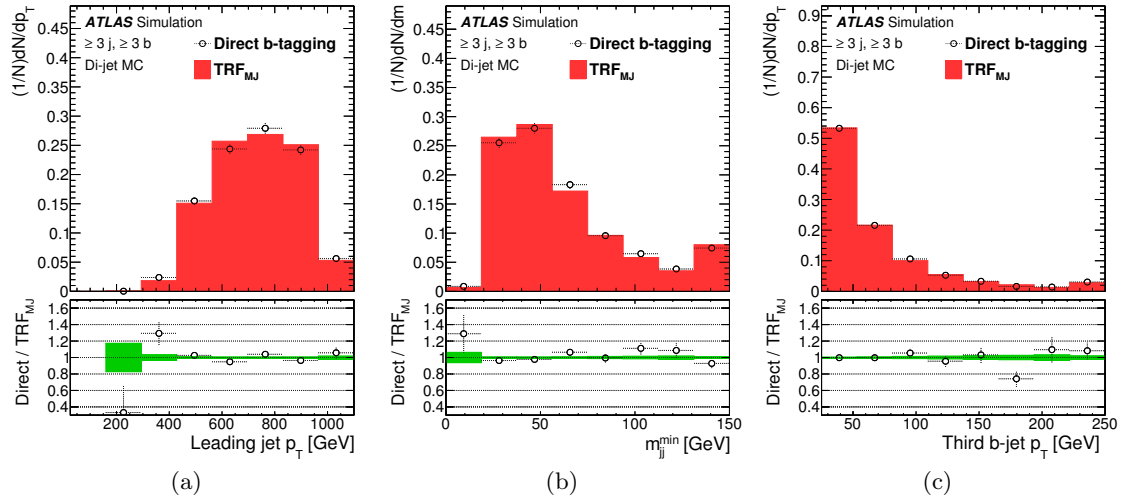 (1/N)dN/dp_T
0.45
0.4
0.35
0.3
0.25
0.2
0.15
0.1
0.05
0
ATLAS Simulation
≥ 3 j, ≥ 3 b
Di-jet MC
Direct b-tagging
TRF_MJ
Direct / TRF_MJ
1.6
1.4
1.2
1
0.8
0.6
0.4
200 400 600 800 1000
Leading jet p_T [GeV]
(a)
(1/N)dN/dm
0.45
0.4
0.35
0.3
0.25
0.2
0.15
0.1
0.05
0
ATLAS Simulation
≥ 3 j, ≥ 3 b
Di-jet MC
Direct b-tagging
TRF_MJ
Direct / TRF_MJ
1.6
1.4
1.2
1
0.8
0.6
0.4
0 50 100 150
m_jj^min [GeV]
(b)
(1/N)dN/dp_T
0.9
0.8
0.7
0.6
0.5
0.4
0.3
0.2
0.1
0
ATLAS Simulation
≥ 3 j, ≥ 3 b
Di-jet MC
Direct b-tagging
TRF_MJ
Direct / TRF_MJ
1.6
1.4
1.2
1
0.8
0.6
0.4
50 100 150 200 250
Third b-jet p_T [GeV]
(c)